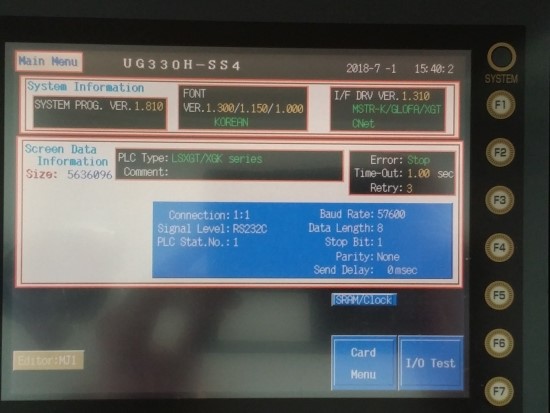 Main Menu
UG330H-SS4
2018-7 -1 15:40:2
SYSTEM
System Information
SYSTEM PROG. VER.1.810
FONT
VER.1.300/1.150/1.000
KOREAN
I/F DRV VER.1.310
MSTR-K/GLOFA/XGT
CNet
F1
Screen Data
Information
Size: 5636096
PLC Type: LSXGT/XGK series
Comment:
Error: Stop
Time-Out: 1.00 sec
Retry: 3
F2
F3
Connection: 1:1
Signal Level: RS232C
PLC Stat.No.: 1
Baud Rate: 57600
Data Length: 8
Stop Bit: 1
Parity: None
Send Delay: 0msec
F4
SRAM/Clock
F5
Editor:MJ1
Card
Menu
I/O Test
F6
F7